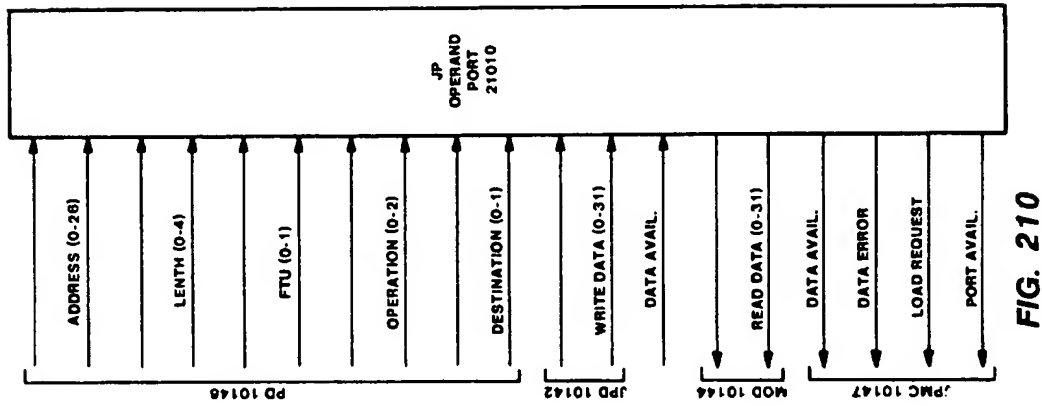 JP
OPERAND
PORT
21010
ADDRESS (0-26)
LENTH (0-4)
FTU (0-1)
OPERATION (0-2)
DESTINATION (0-1)
WRITE DATA (0-31)
DATA AVAIL.
READ DATA (0-31)
DATA AVAIL.
DATA ERROR
LOAD REQUEST
PORT AVAIL.
PD 10146
JPD 10142
MOD 10144
JPMC 10147
FIG. 210